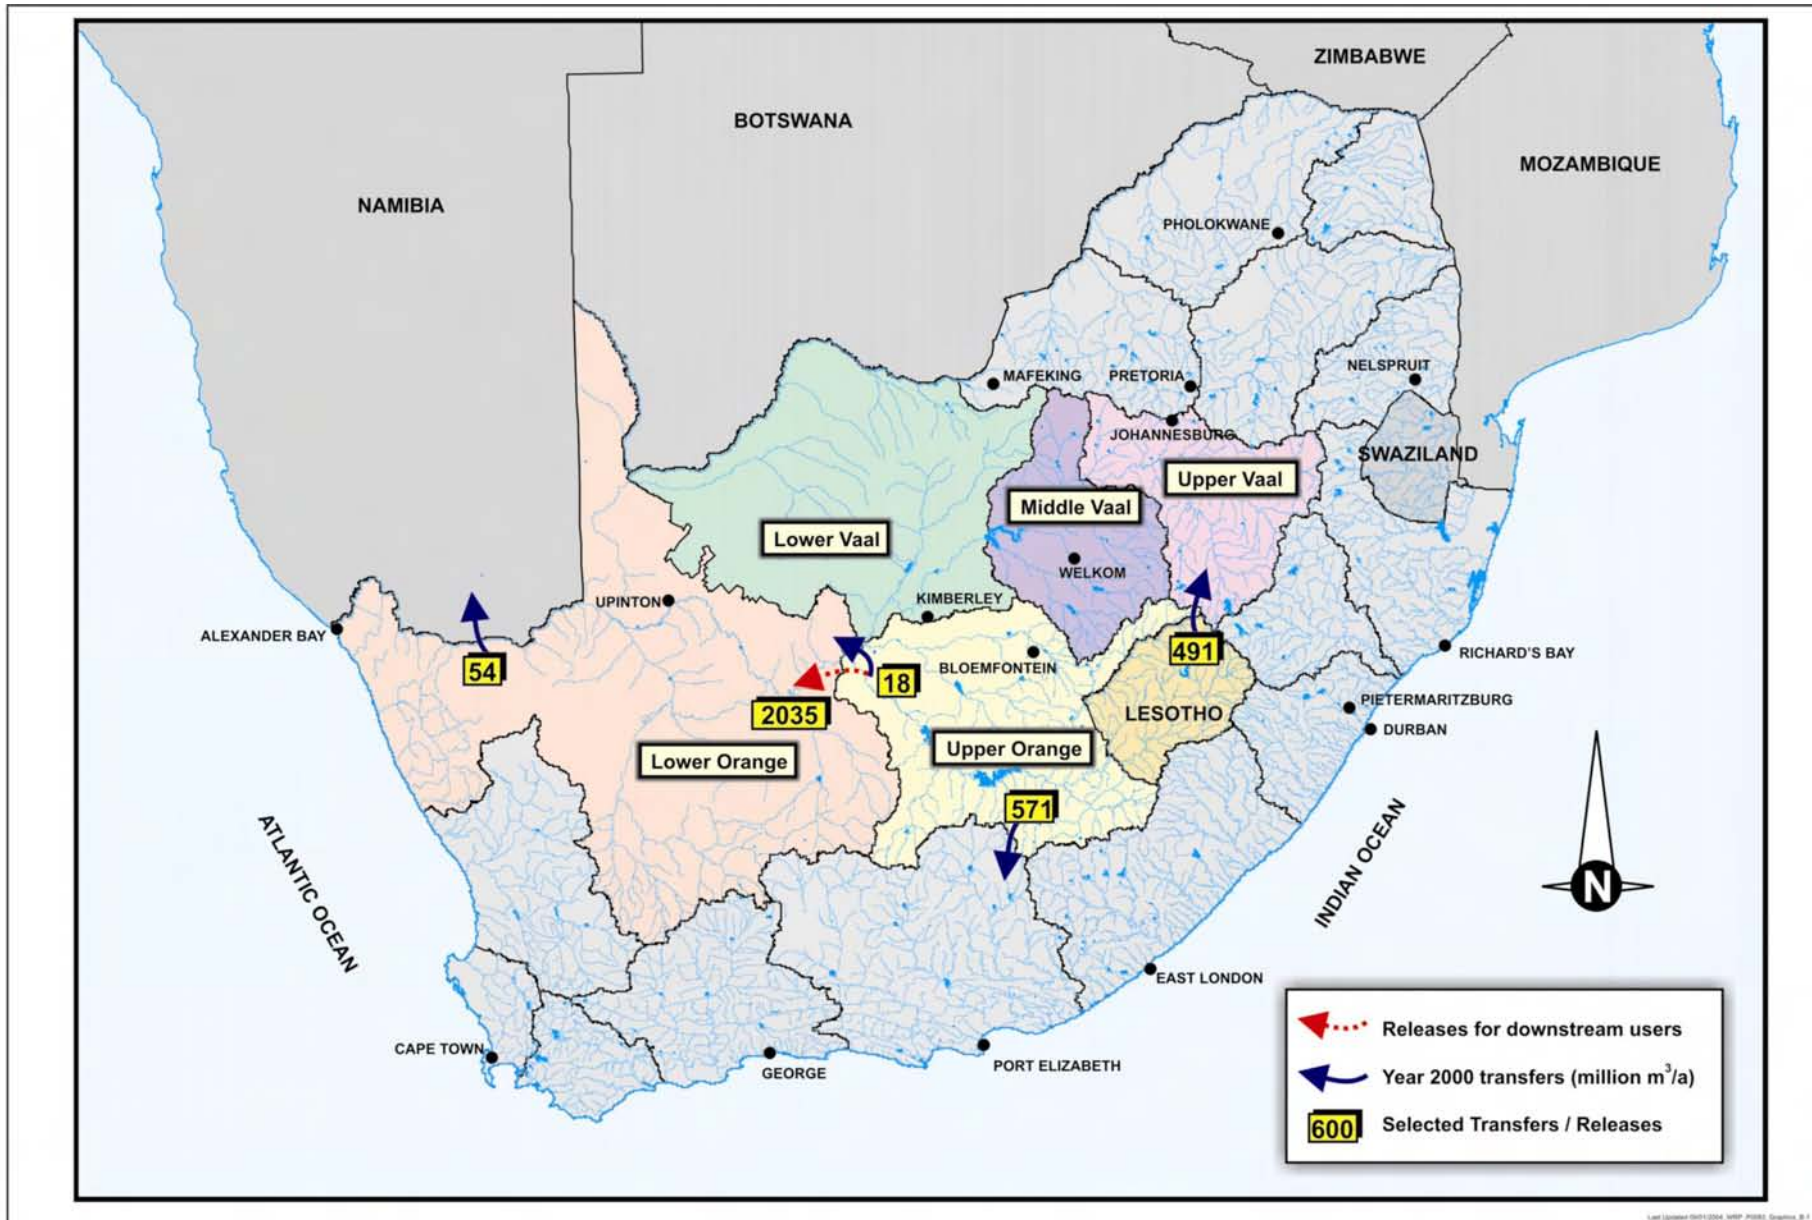 ZIMBABWE
BOTSWANA
MOZAMBIQUE
NAMIBIA
PHOLOKWANE
MAFEKING
PRETORIA
NELSPRUIT
JOHANNESBURG
SWAZILAND
Upper Vaal
Middle Vaal
Lower Vaal
WELKOM
UPINTON
KIMBERLEY
ALEXANDER BAY
54
18
2035
BLOEMFONTEIN
491
RICHARD'S BAY
PIETERMARITZBURG
LESOTHO
DURBAN
Lower Orange
Upper Orange
571
ATLANTIC OCEAN
INDIAN OCEAN
N
EAST LONDON
CAPE TOWN
GEORGE
PORT ELIZABETH
Releases for downstream users
Year 2000 transfers (million m³/a)
600 Selected Transfers / Releases